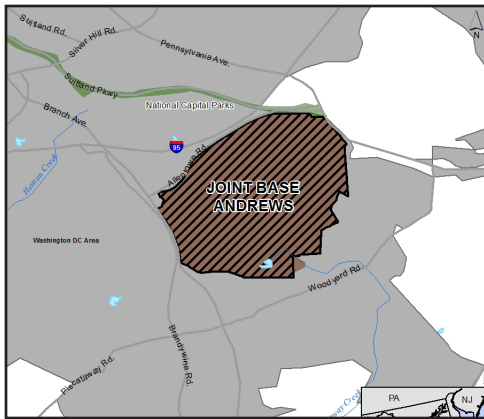 Suitland Rd.
Silver Hill Rd.
Pennsylvania Ave.
N
Suitland Pkwy
National Capital Parks
Branch Ave.
95
Allentown Rd.
Henson Creek
JOINT BASE
ANDREWS
Washington DC Area
Woodyard Rd.
Brandywine Rd.
Piscataway Rd.
Creek
PA
NJ